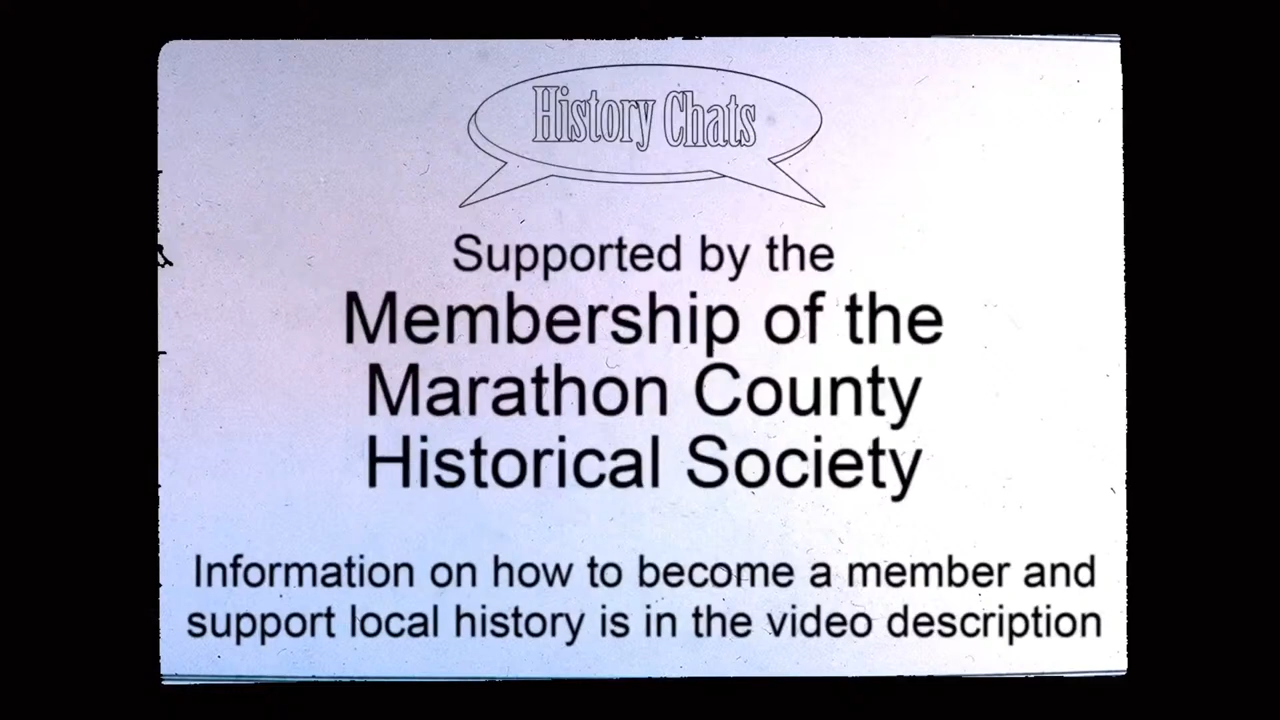 History Chats
Supported by the
Membership of the
Marathon County
Historical Society
Information on how to become a member and
support local history is in the video description